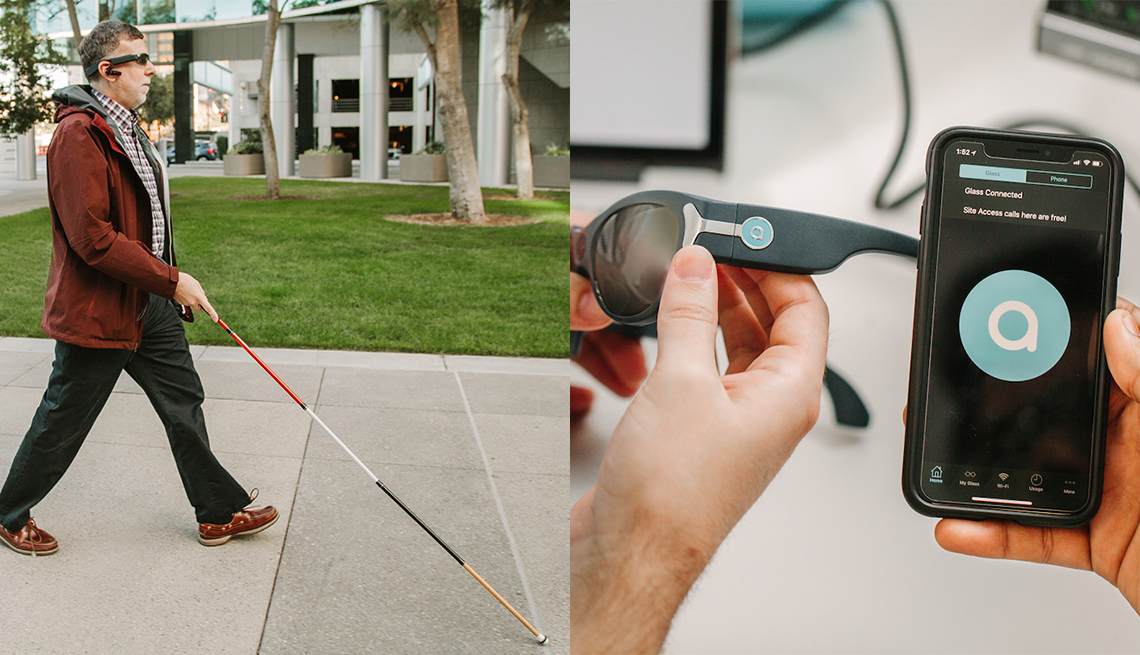 a
1:52
Glass Phone
Glass Connected
Site Access calls here are free!
a
Home My Glass Wi-Fi Usage More